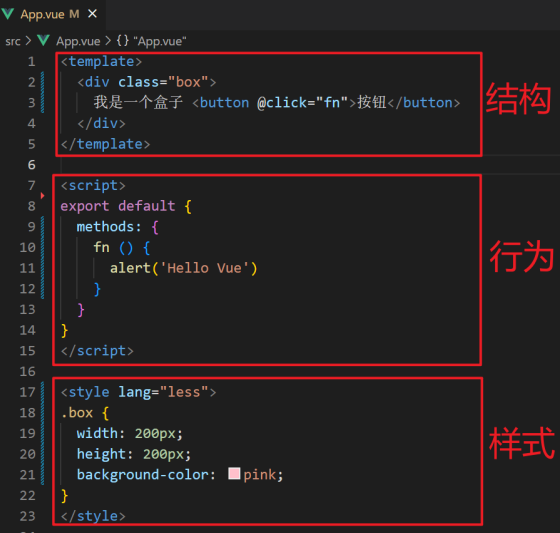 App.vue M
src > App.vue > {} "App.vue"
1 <template>
2 <div class="box">
3 我是一个盒子 <button @click="fn">按钮</button>
4 </div>
5 </template>
结构
6
7 <script>
8 export default {
9 methods: {
10 fn () {
11 alert('Hello Vue')
12 }
13 }
14 }
15 </script>
行为
16
17 <style lang="less">
18 .box {
19 width: 200px;
20 height: 200px;
21 background-color: pink;
22 }
23 </style>
样式